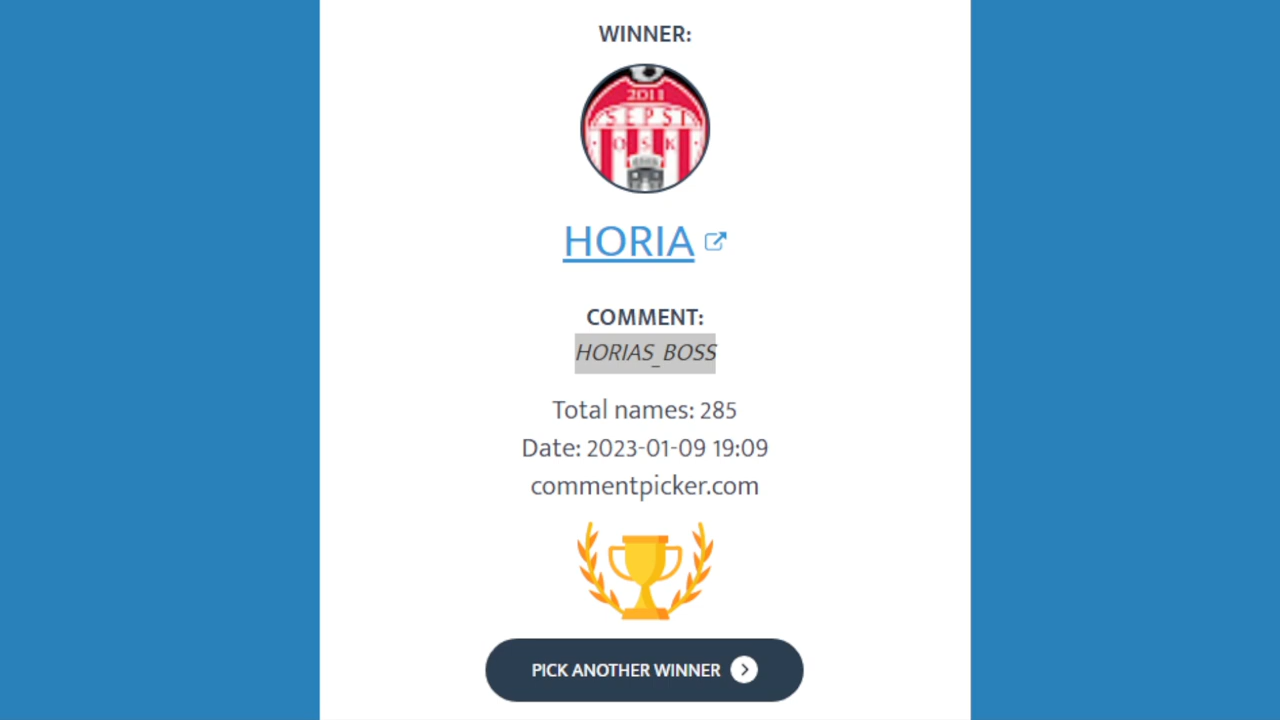 WINNER:
2011
SEPSI
OSK
HORIA
COMMENT:
HORIAS_BOSS
Total names: 285
Date: 2023-01-09 19:09
commentpicker.com
PICK ANOTHER WINNER